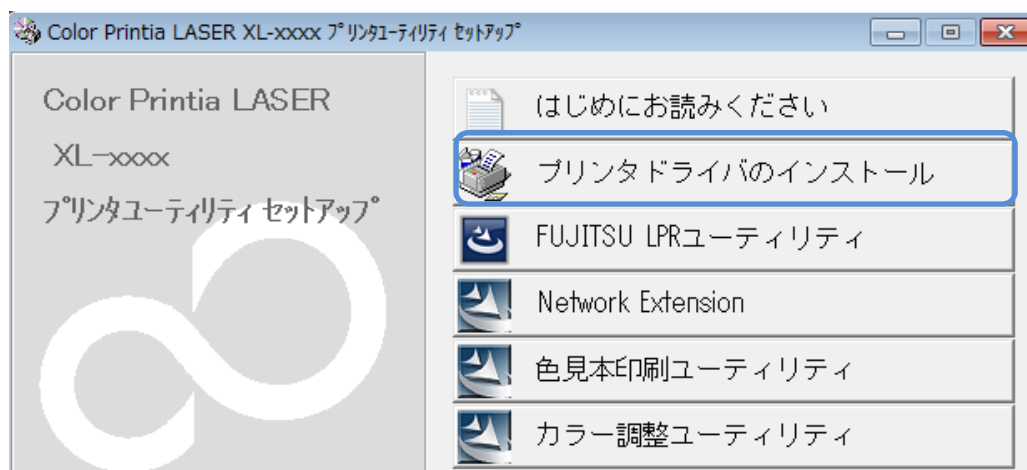 Color Printia LASER XL-xxxx ﾌﾟﾘﾝﾀﾕｰﾃｨﾘﾃｨ ｾｯﾄｱｯﾌﾟ
Color Printia LASER
XL-xxxx
ﾌﾟﾘﾝﾀﾕｰﾃｨﾘﾃｨ ｾｯﾄｱｯﾌﾟ
はじめにお読みください
プリンタドライバのインストール
FUJITSU LPRユーティリティ
Network Extension
色見本印刷ユーティリティ
カラー調整ユーティリティ